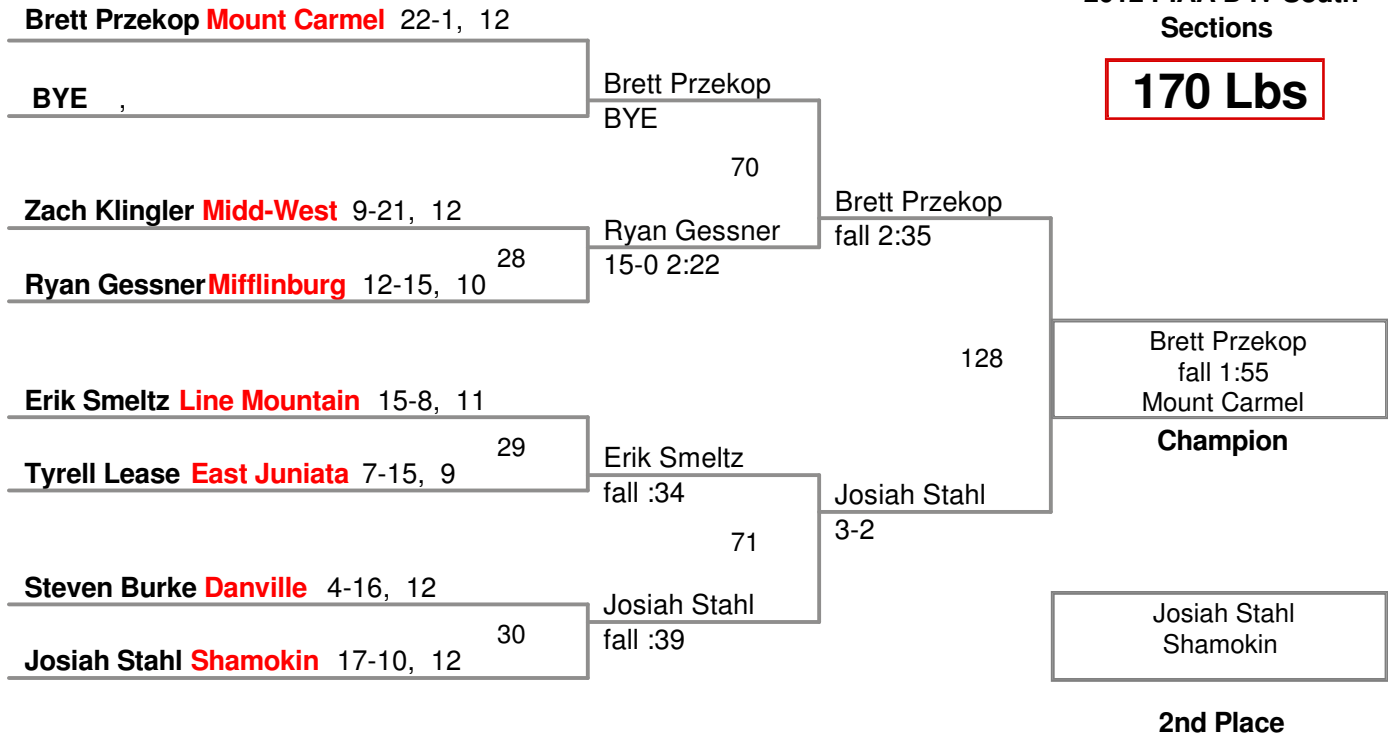 Brett Przekop Mount Carmel 22-1, 12
Sections
170 Lbs
BYE ,
Brett Przekop
BYE
70
Zach Klingler Midd-West 9-21, 12
28
Ryan Gessner Mifflinburg 12-15, 10
Ryan Gessner
15-0 2:22
Brett Przekop
fall 2:35
128
Brett Przekop
fall 1:55
Mount Carmel
Champion
Erik Smeltz Line Mountain 15-8, 11
29
Tyrell Lease East Juniata 7-15, 9
Erik Smeltz
fall :34
71
Josiah Stahl
3-2
Steven Burke Danville 4-16, 12
30
Josiah Stahl Shamokin 17-10, 12
Josiah Stahl
fall :39
Josiah Stahl
Shamokin
2nd Place